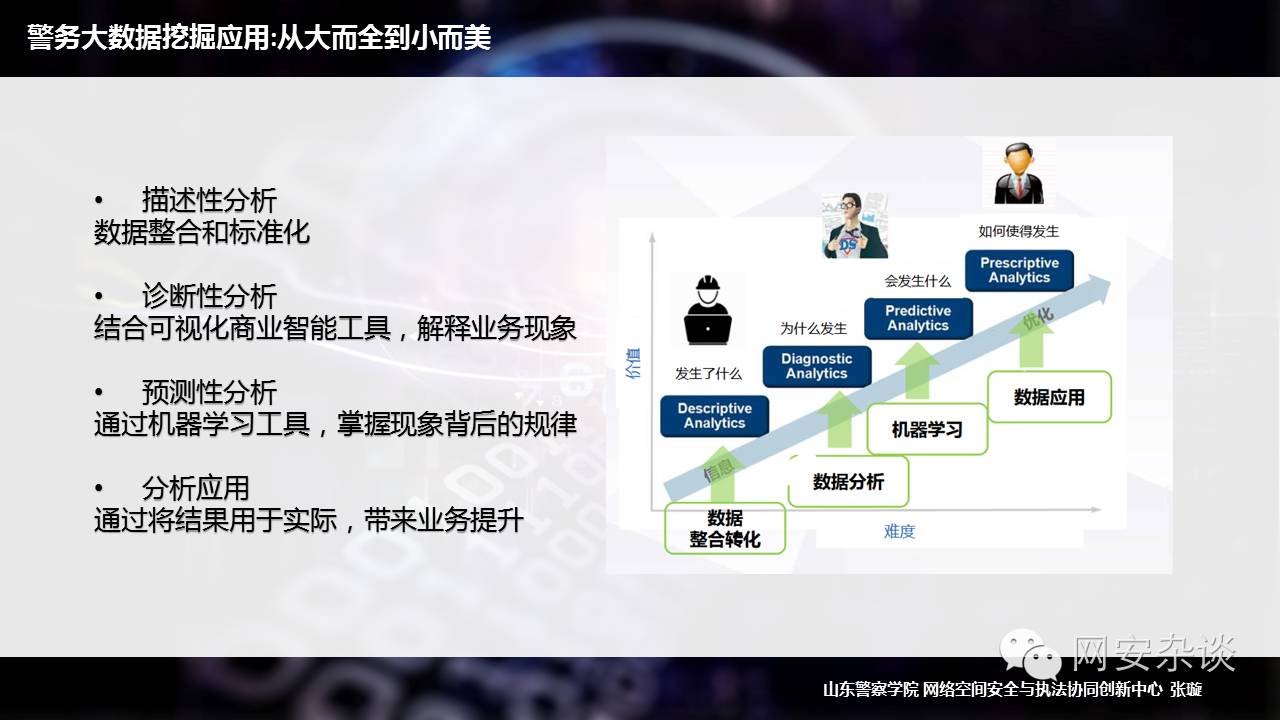 警务大数据挖掘应用:从大而全到小而美
• 描述性分析
数据整合和标准化
• 诊断性分析
结合可视化商业智能工具，解释业务现象
• 预测性分析
通过机器学习工具，掌握现象背后的规律
• 分析应用
通过将结果用于实际，带来业务提升
如何使得发生
Prescriptive
Analytics
会发生什么
Predictive
Analytics
为什么发生
Diagnostic
Analytics
发生了什么
Descriptive
Analytics
DS
价值
优化
信息
数据应用
机器学习
数据分析
数据
整合转化
难度
网安杂谈
山东警察学院 网络空间安全与执法协同创新中心 张璇